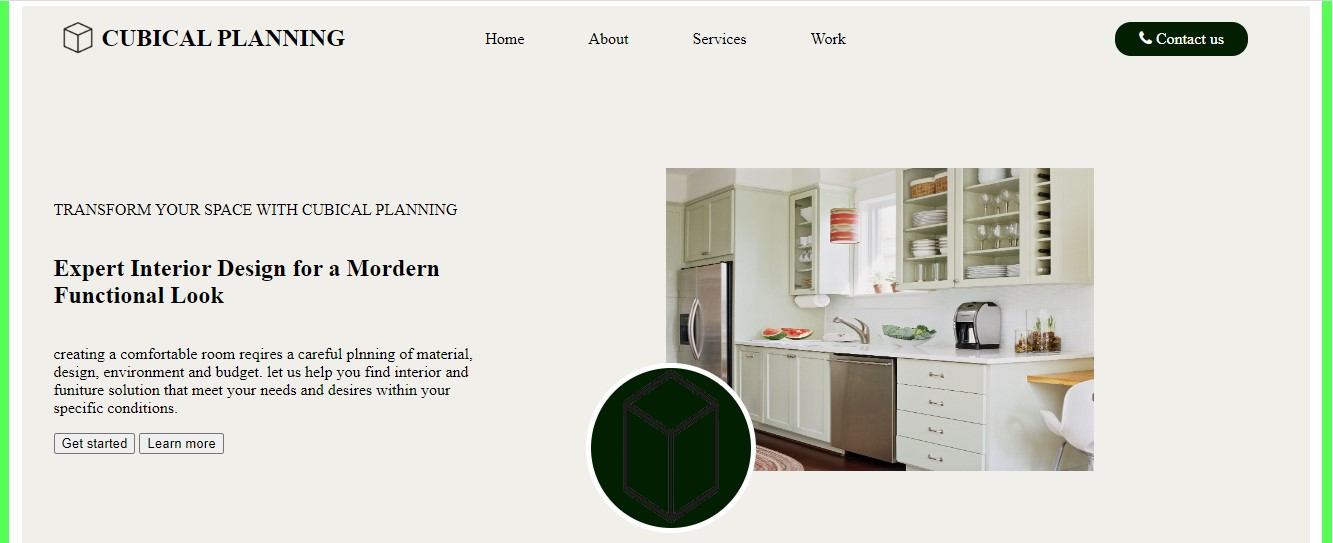 CUBICAL PLANNING
Home
About
Services
Work
Contact us
TRANSFORM YOUR SPACE WITH CUBICAL PLANNING
Expert Interior Design for a Mordern
Functional Look
creating a comfortable room reqires a careful plnning of material,
design, environment and budget. let us help you find interior and
funiture solution that meet your needs and desires within your
specific conditions.
Get started
Learn more